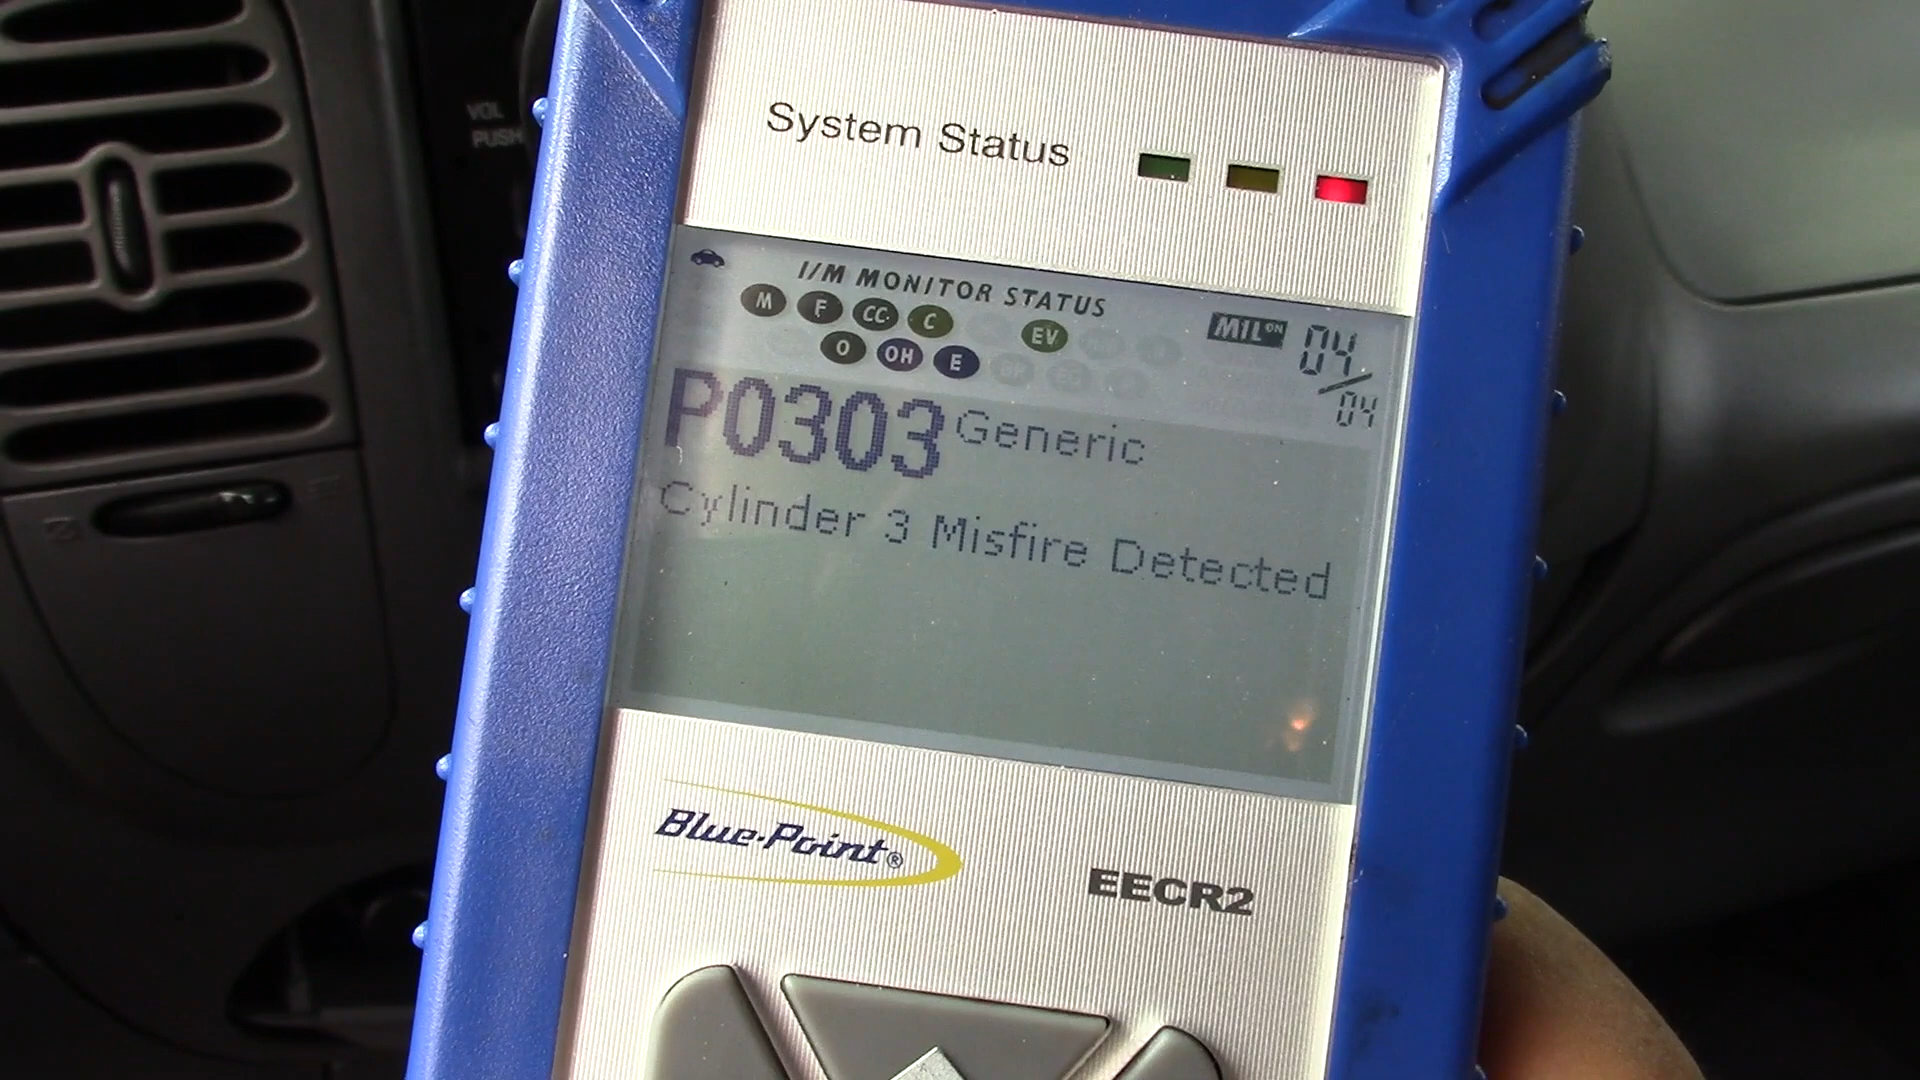 VOL
PUSH
System Status
I/M MONITOR STATUS
M F CC C EV
MIL ON 04/04
O OH E
P0303 Generic
Cylinder 3 Misfire Detected
Blue-Point®
EECR2